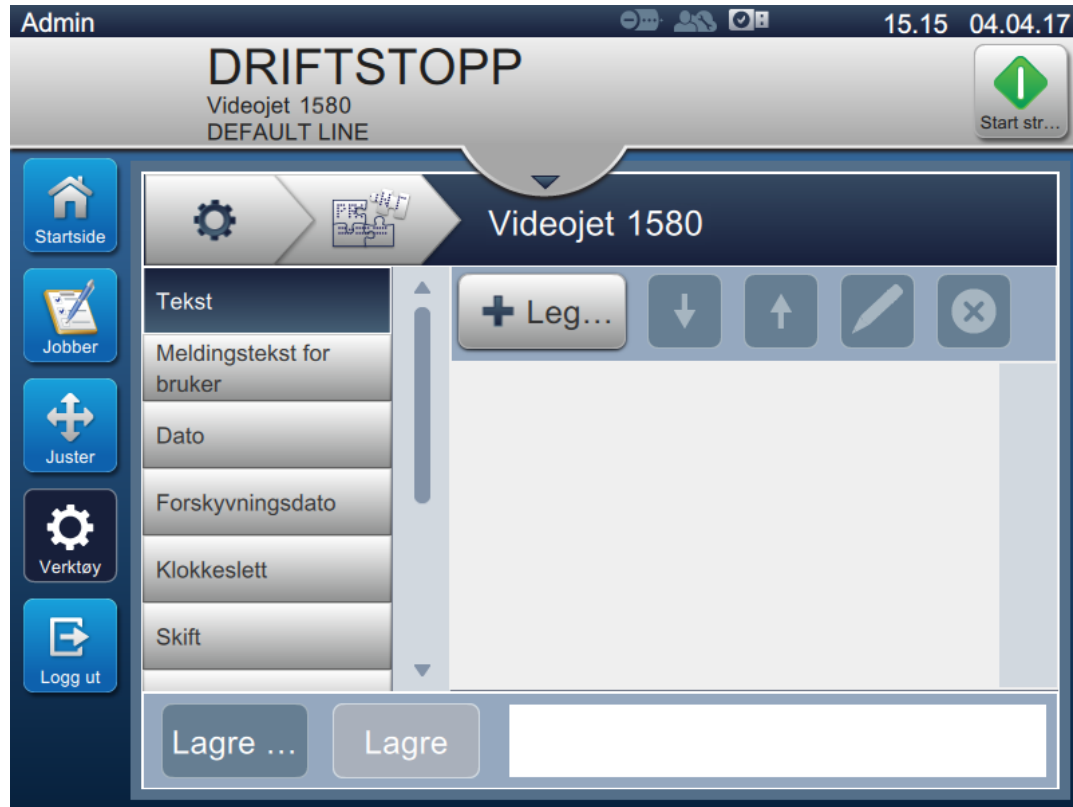 Admin
15.15 04.04.17
DRIFTSTOPP
Videojet 1580
DEFAULT LINE
Start str...
Startside
Jobber
Juster
Verktøy
Logg ut
Videojet 1580
Tekst
Meldingstekst for
bruker
Dato
Forskyvningsdato
Klokkeslett
Skift
Leg...
Lagre ...
Lagre